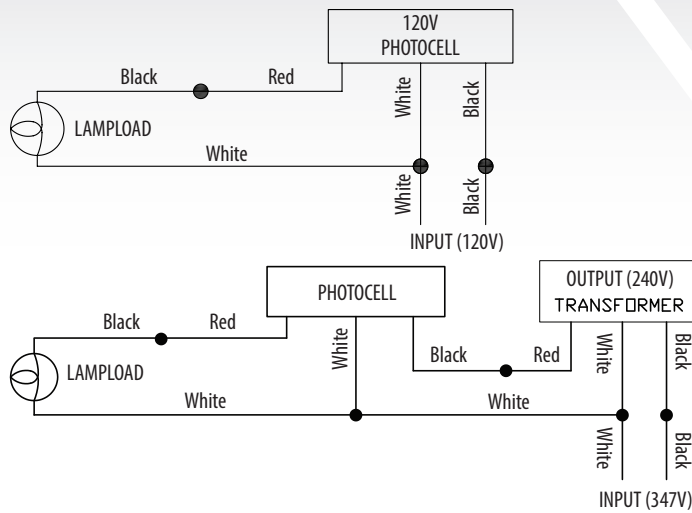 120V
PHOTOCELL
Black
Red
White
Black
LAMPLOAD
White
White
Black
INPUT (120V)
PHOTOCELL
OUTPUT (240V)
TRANSFORMER
Black
Red
White
Black
Red
White
Black
LAMPLOAD
White
White
White
Black
INPUT (347V)